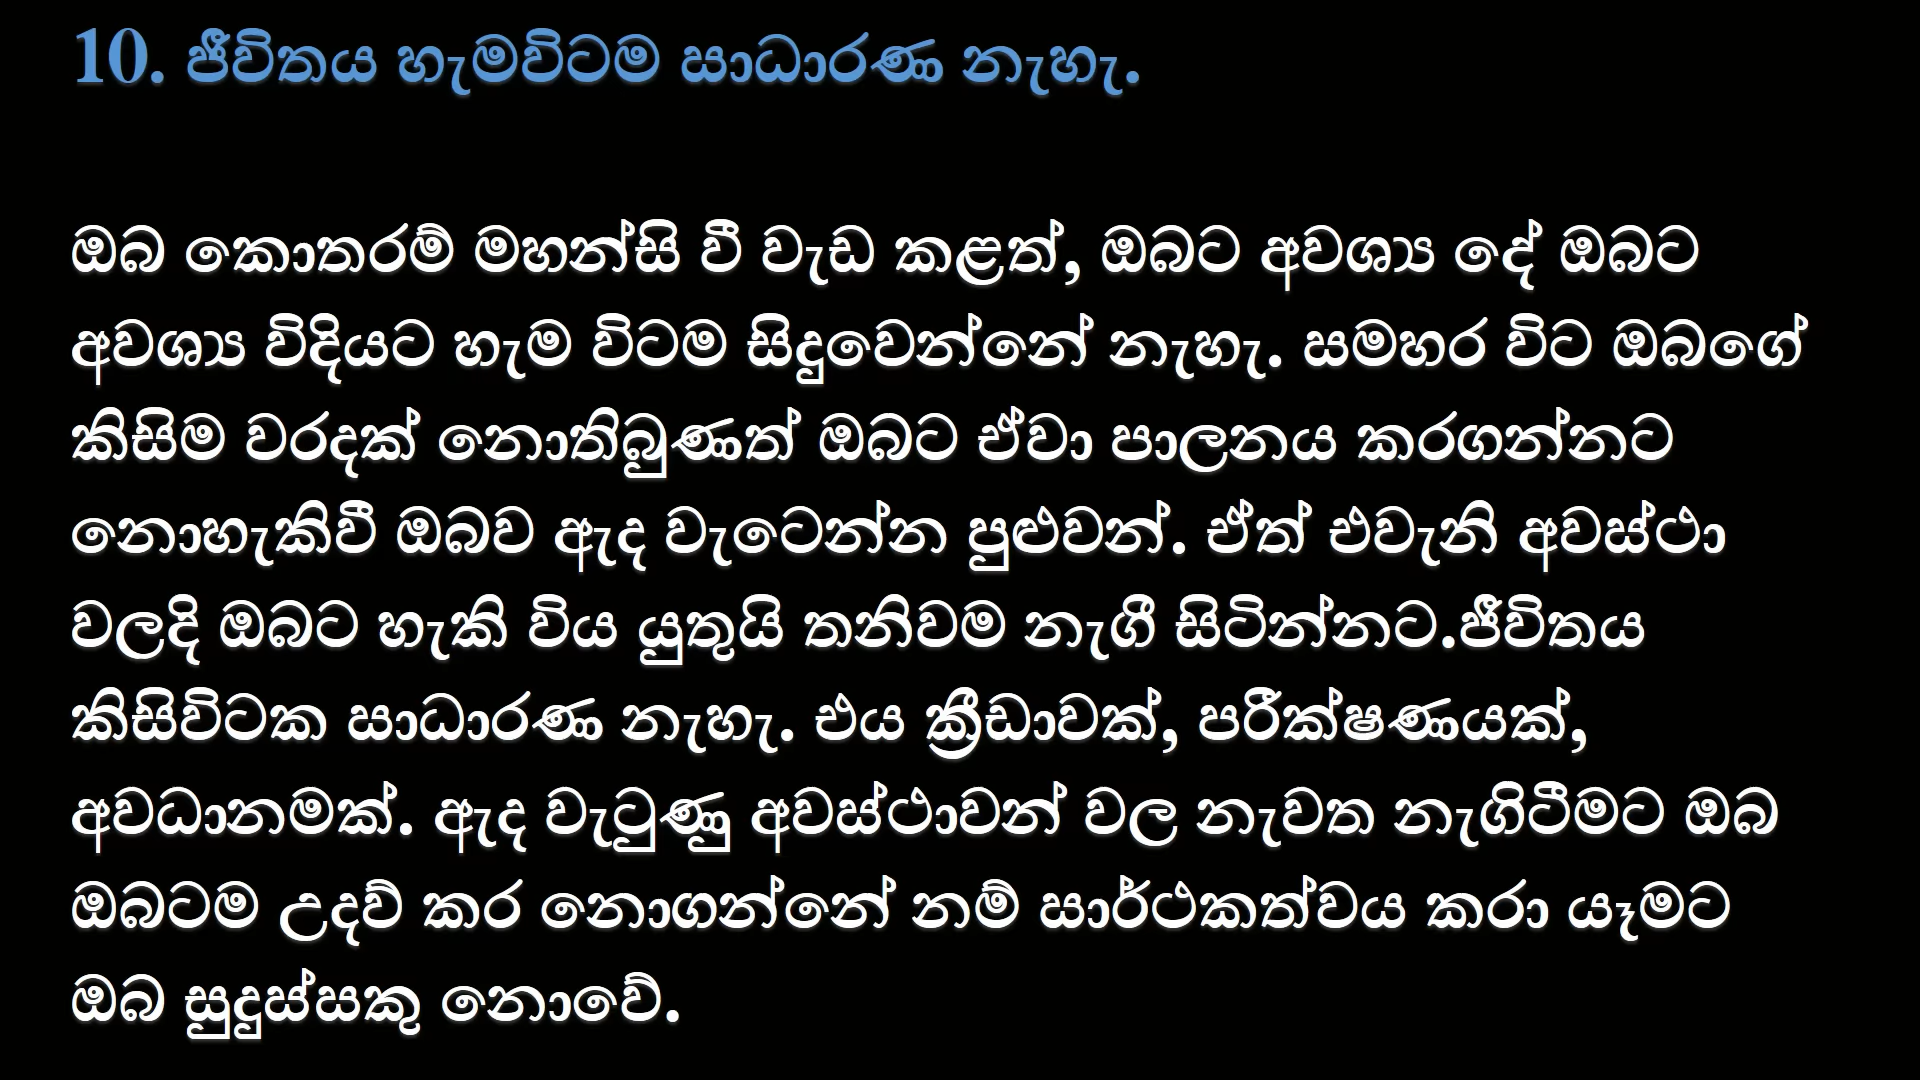 10. ජීවිතය හැමවිටම සාධාරණ නැහැ.
ඔබ කොතරම් මහන්සි වී වැඩ කළත්, ඔබට අවශ්‍ය දේ ඔබට
අවශ්‍ය විදියට හැම විටම සිදුවෙන්නේ නැහැ. සමහර විට ඔබගේ
කිසිම වරදක් නොතිබුණත් ඔබට ඒවා පාලනය කරගන්නට
නොහැකිවී ඔබව ඇද වැටෙන්න පුළුවන්. ඒත් එවැනි අවස්ථා
වලදි ඔබට හැකි විය යුතුයි තනිවම නැගී සිටින්නට.ජීවිතය
කිසිවිටක සාධාරණ නැහැ. එය ක්‍රීඩාවක්, පරීක්ෂණයක්,
අවධානමක්. ඇද වැටුණු අවස්ථාවන් වල නැවත නැගිටීමට ඔබ
ඔබටම උදව් කර නොගන්නේ නම් සාර්ථකත්වය කරා යෑමට
ඔබ සුදුස්සකු නොවේ.